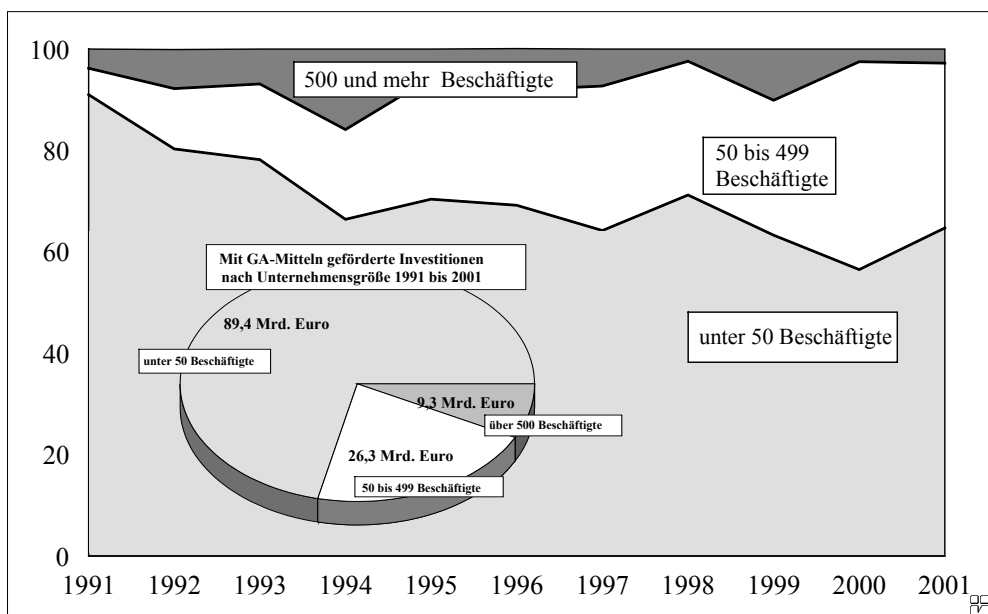 100
80
60
40
20
0
500 und mehr Beschäftigte
50 bis 499
Beschäftigte
unter 50 Beschäftigte
Mit GA-Mitteln geförderte Investitionen
nach Unternehmensgröße 1991 bis 2001
89,4 Mrd. Euro
unter 50 Beschäftigte
9,3 Mrd. Euro
über 500 Beschäftigte
26,3 Mrd. Euro
50 bis 499 Beschäftigte
1991 1992 1993 1994 1995 1996 1997 1998 1999 2000 2001